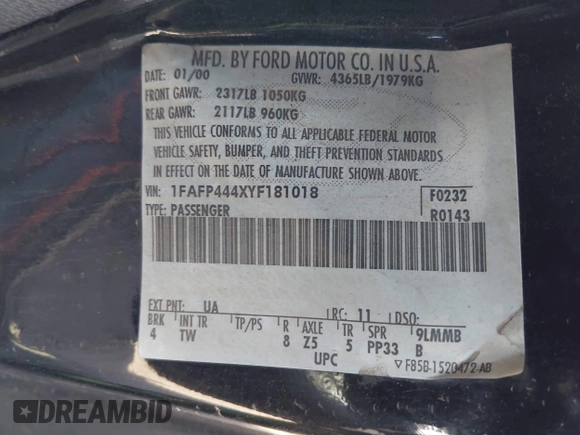 MFD. BY FORD MOTOR CO. IN U.S.A.
DATE: 01/00 GVWR: 4365LB/1979KG
FRONT GAWR: 2317LB 1050KG
REAR GAWR: 2117LB 960KG
THIS VEHICLE CONFORMS TO ALL APPLICABLE FEDERAL MOTOR
VEHICLE SAFETY, BUMPER, AND THEFT PREVENTION STANDARDS
IN EFFECT ON THE DATE OF MANUFACTURE SHOWN ABOVE.
VIN: 1FAFP444XYF181018 F0232
TYPE: PASSENGER R0143
EXT PNT: UA RC: 11 DSO:
BRK INT TR TP/PS R AXLE TR SPR 9LMMB
4 TW 8 Z5 5 PP33 B
UPC ▽F85B-1520472-AB
DREAMBID